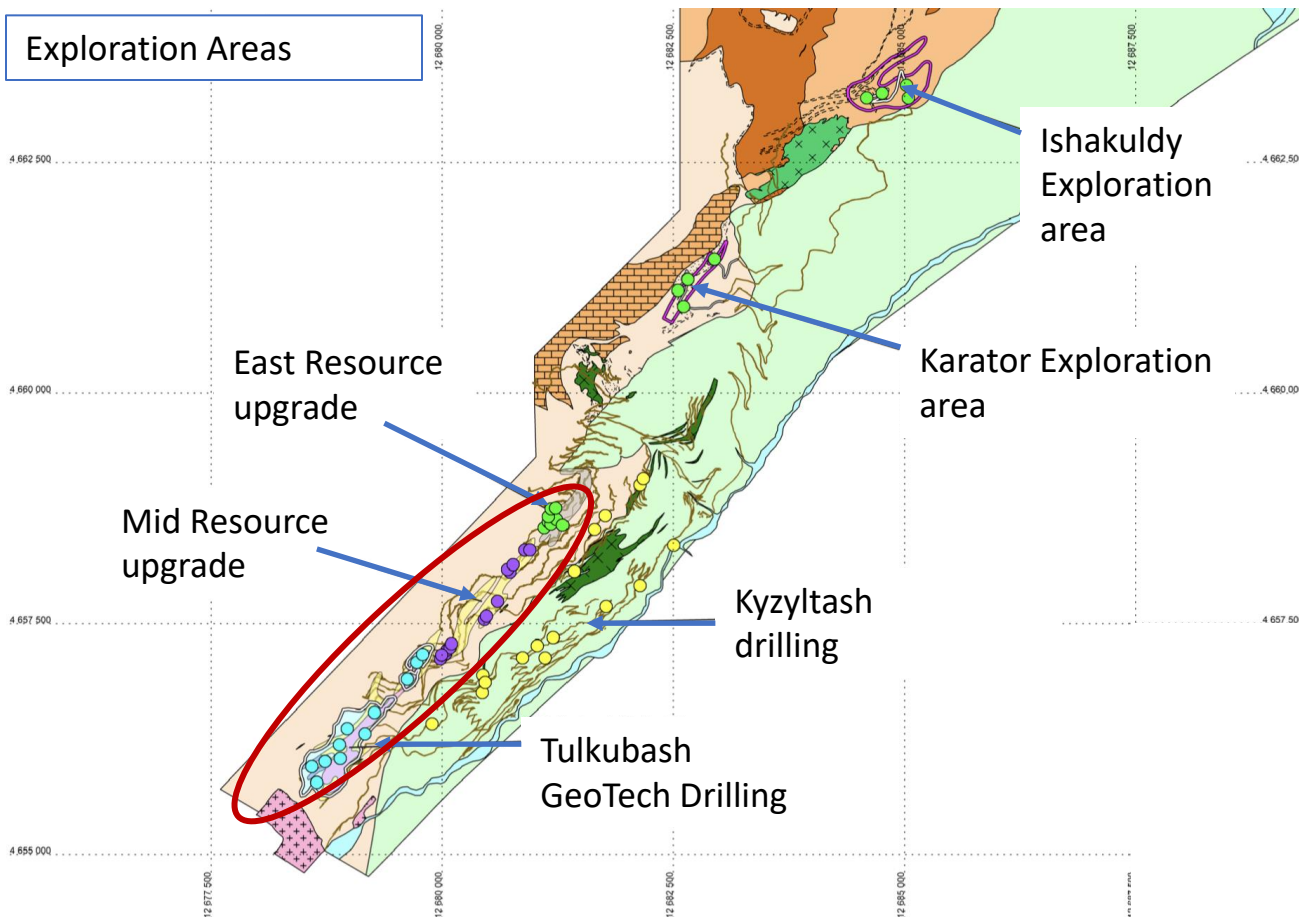 Exploration Areas
12 680 000
12 682 500
12 685 000
12 687 500
4 662 500
4 662 50
Ishakuldy
Exploration
area
East Resource
upgrade
Karator Exploration
area
4 660 000
4 660 00
Mid Resource
upgrade
Kyzyltash
drilling
4 657 500
4 657 50
Tulkubash
GeoTech Drilling
4 655 000
12 677 500
12 680 000
12 682 500
12 685 000
12 687 500